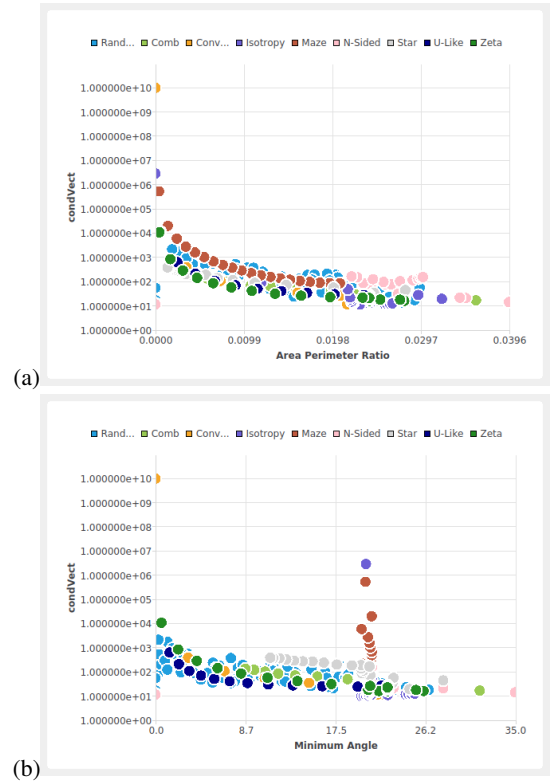 Rand... Comb Conv... Isotropy Maze N-Sided Star U-Like Zeta
1.000000e+10
1.000000e+09
1.000000e+08
1.000000e+07
1.000000e+06
1.000000e+05
1.000000e+04
1.000000e+03
1.000000e+02
1.000000e+01
1.000000e+00
condVect
0.0000 0.0099 0.0198 0.0297 0.0396
Area Perimeter Ratio
(a)
Rand... Comb Conv... Isotropy Maze N-Sided Star U-Like Zeta
1.000000e+10
1.000000e+09
1.000000e+08
1.000000e+07
1.000000e+06
1.000000e+05
1.000000e+04
1.000000e+03
1.000000e+02
1.000000e+01
1.000000e+00
condVect
0.0 8.7 17.5 26.2 35.0
Minimum Angle
(b)